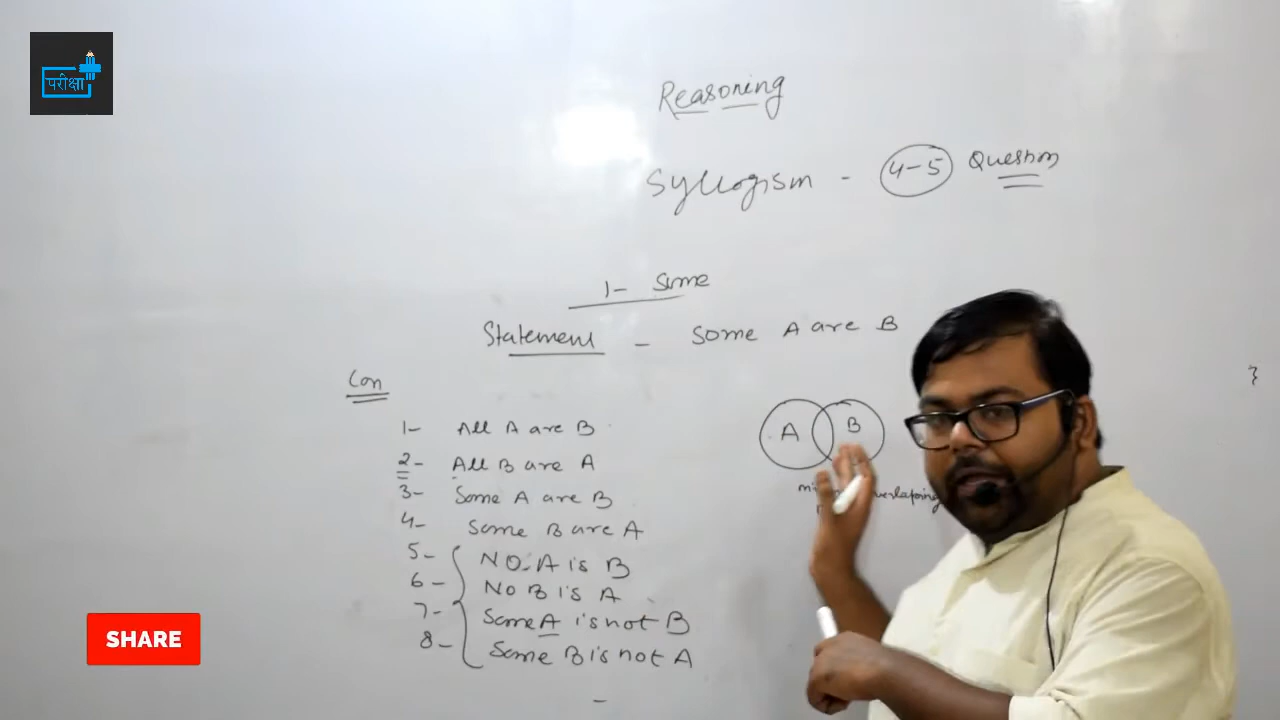 परीक्षा
Reasoning
Syllogism - 4-5 Question
1- Some
Statement - Some A are B
Con
1- All A are B
2- All B are A
3- Some A are B
4- Some B are A
5- NO A is B
6- No B is A
7- Some A is not B
8- Some B is not A
A B
overlaping
SHARE